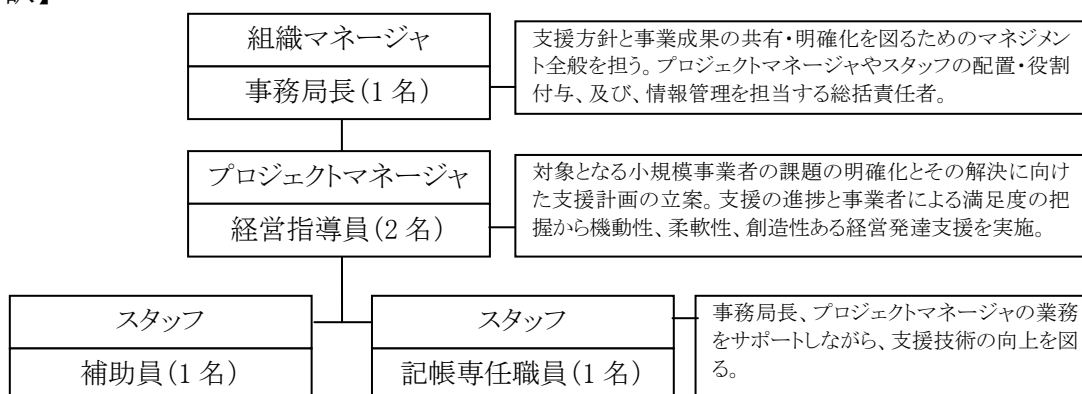 訳】
組織マネージャ
事務局長（1 名）
支援方針と事業成果の共有・明確化を図るためのマネジメン
ト全般を担う。プロジェクトマネージャやスタッフの配置・役割
付与、及び、情報管理を担当する総括責任者。
プロジェクトマネージャ
経営指導員（2 名）
対象となる小規模事業者の課題の明確化とその解決に向け
た支援計画の立案。支援の進捗と事業者による満足度の把
握から機動性、柔軟性、創造性ある経営発達支援を実施。
スタッフ
補助員（1 名）
スタッフ
記帳専任職員（1 名）
事務局長、プロジェクトマネージャの業務
をサポートしながら、支援技術の向上を図
る。